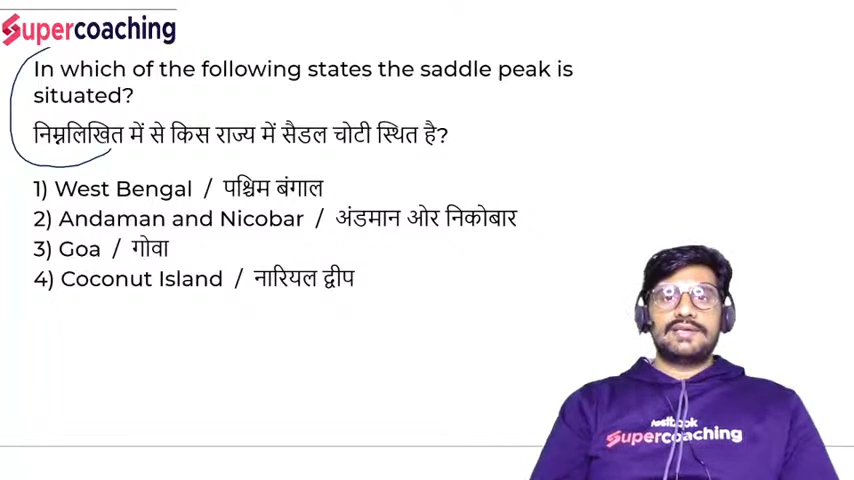 Supercoaching
In which of the following states the saddle peak is
situated?
निम्नलिखित में से किस राज्य में सैडल चोटी स्थित है?
1) West Bengal / पश्चिम बंगाल
2) Andaman and Nicobar / अंडमान ओर निकोबार
3) Goa / गोवा
4) Coconut Island / नारियल द्वीप
testbook
Supercoaching